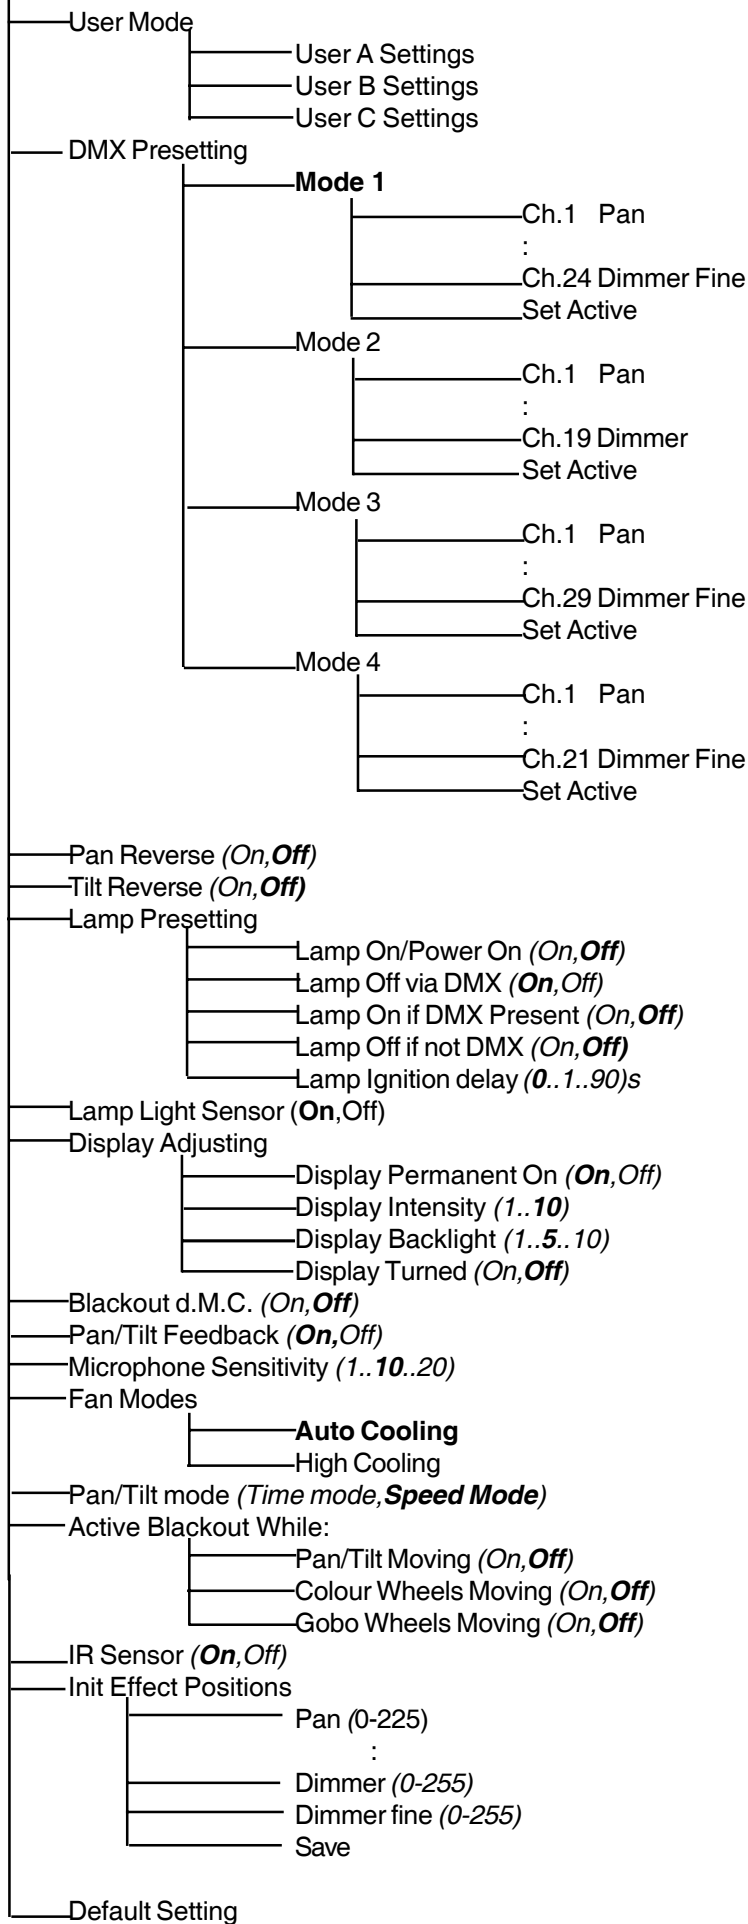 User Mode
User A Settings
User B Settings
User C Settings
DMX Presetting
Mode 1
Ch.1 Pan
:
Ch.24 Dimmer Fine
Set Active
Mode 2
Ch.1 Pan
:
Ch.19 Dimmer
Set Active
Mode 3
Ch.1 Pan
:
Ch.29 Dimmer Fine
Set Active
Mode 4
Ch.1 Pan
:
Ch.21 Dimmer Fine
Set Active
Pan Reverse (On,Off)
Tilt Reverse (On,Off)
Lamp Presetting
Lamp On/Power On (On,Off)
Lamp Off via DMX (On,Off)
Lamp On if DMX Present (On,Off)
Lamp Off if not DMX (On,Off)
Lamp Ignition delay (0..1..90)s
Lamp Light Sensor (On,Off)
Display Adjusting
Display Permanent On (On,Off)
Display Intensity (1..10)
Display Backlight (1..5..10)
Display Turned (On,Off)
Blackout d.M.C. (On,Off)
Pan/Tilt Feedback (On,Off)
Microphone Sensitivity (1..10..20)
Fan Modes
Auto Cooling
High Cooling
Pan/Tilt mode (Time mode,Speed Mode)
Active Blackout While:
Pan/Tilt Moving (On,Off)
Colour Wheels Moving (On,Off)
Gobo Wheels Moving (On,Off)
IR Sensor (On,Off)
Init Effect Positions
Pan (0-225)
:
Dimmer (0-255)
Dimmer fine (0-255)
Save
Default Setting